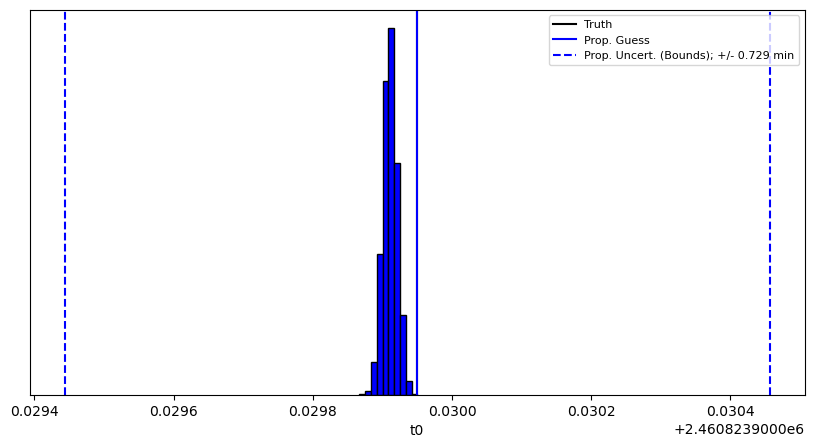 Truth
Prop. Guess
Prop. Uncert. (Bounds); +/- 0.729 min
0.0294 0.0296 0.0298 0.0300 0.0302 0.0304
t0
+2.4608239000e6